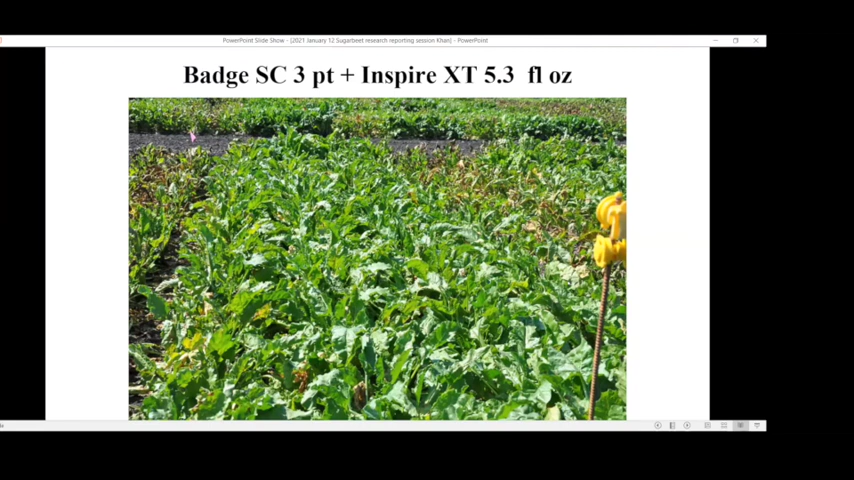 PowerPoint Slide Show - [2021 January 12 Sugarbeet research reporting session Khan] - PowerPoint
Badge SC 3 pt + Inspire XT 5.3 fl oz